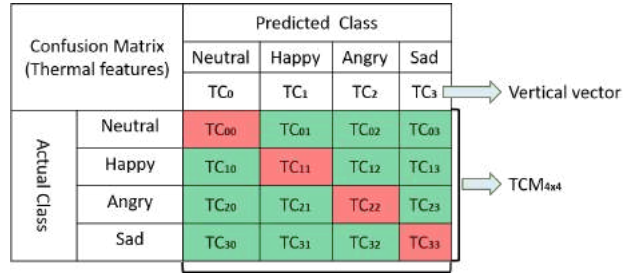 Confusion Matrix
(Thermal features)
Predicted Class
Neutral Happy Angry Sad
TC₀ TC₁ TC₂ TC₃ Vertical vector
Actual Class
Neutral TC₀₀ TC₀₁ TC₀₂ TC₀₃
Happy TC₁₀ TC₁₁ TC₁₂ TC₁₃
TCM₄ₓ₄
Angry TC₂₀ TC₂₁ TC₂₂ TC₂₃
Sad TC₃₀ TC₃₁ TC₃₂ TC₃₃